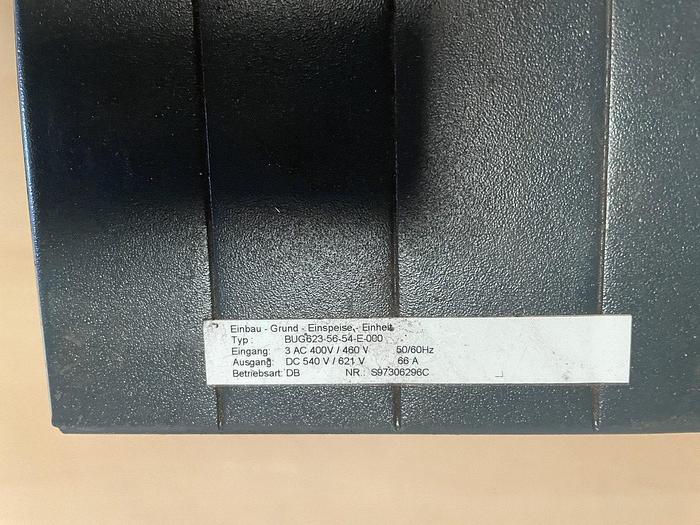 Einbau - Grund - Einspeise - Einheit
Typ : BUG623-56-54-E-000
Eingang: 3 AC 400V / 460 V 50/60Hz
Ausgang: DC 540 V / 621 V 66 A
Betriebsart: DB NR.: S97306296C